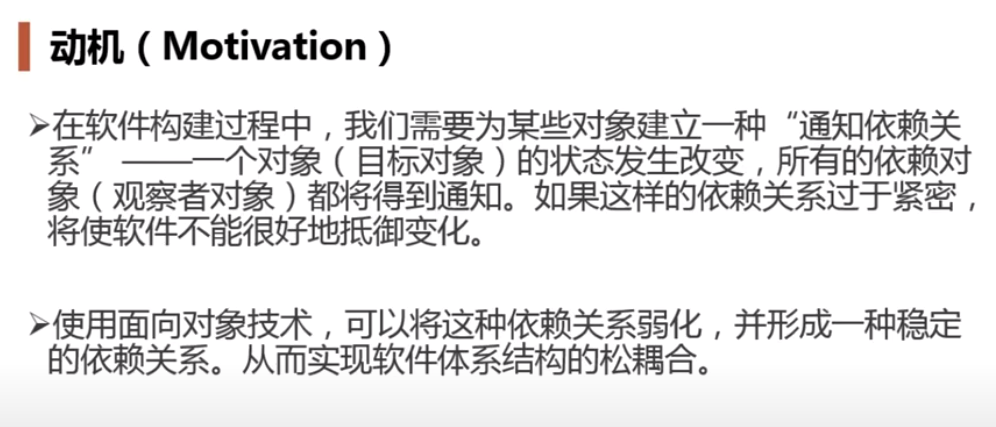 动机（Motivation）
➢在软件构建过程中，我们需要为某些对象建立一种“通知依赖关
系” ——一个对象（目标对象）的状态发生改变，所有的依赖对
象（观察者对象）都将得到通知。如果这样的依赖关系过于紧密，
将使软件不能很好地抵御变化。
➢使用面向对象技术，可以将这种依赖关系弱化，并形成一种稳定
的依赖关系。从而实现软件体系结构的松耦合。